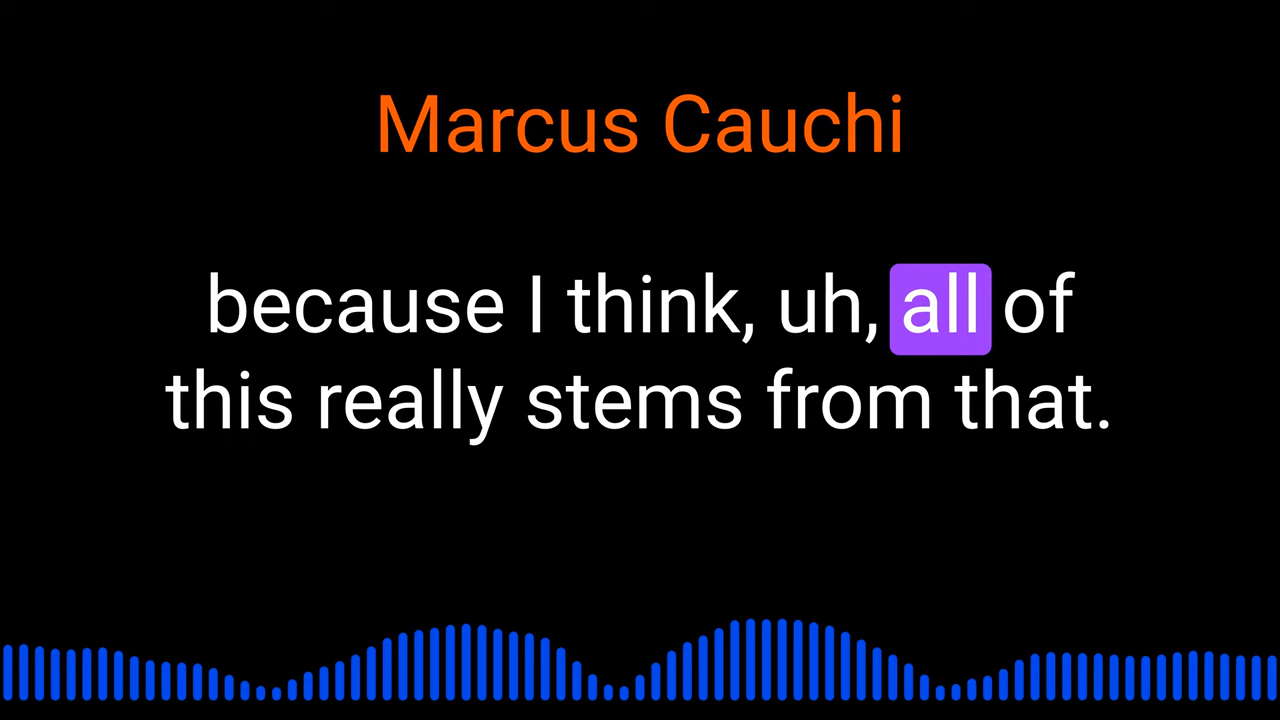 Marcus Cauchi
because I think, uh, all of
this really stems from that.